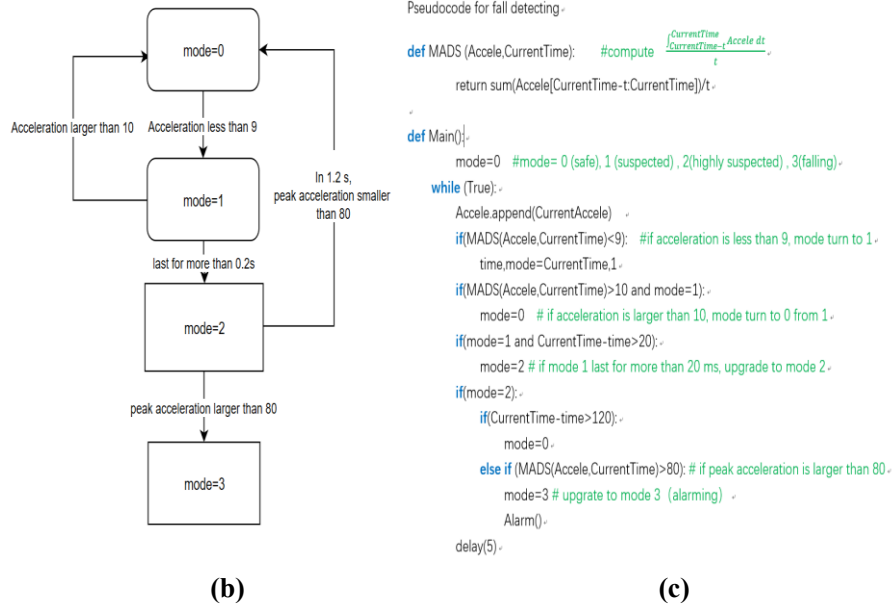 mode=0
Acceleration larger than 10
Acceleration less than 9
In 1.2 s,
peak acceleration smaller
than 80
mode=1
last for more than 0.2s
mode=2
peak acceleration larger than 80
mode=3
(b)
Pseudocode for fall detecting
def MADS (Accele,CurrentTime): #compute ∫_{CurrentTime−t}^{CurrentTime} Accele dt / t
return sum(Accele[CurrentTime-t:CurrentTime])/t
def Main():
mode=0 #mode= 0 (safe), 1 (suspected) , 2(highly suspected) , 3(falling)
while (True):
Accele.append(CurrentAccele)
if(MADS(Accele,CurrentTime)<9): #if acceleration is less than 9, mode turn to 1
time,mode=CurrentTime,1
if(MADS(Accele,CurrentTime)>10 and mode=1):
mode=0 # if acceleration is larger than 10, mode turn to 0 from 1
if(mode=1 and CurrentTime-time>20):
mode=2 # if mode 1 last for more than 20 ms, upgrade to mode 2
if(mode=2):
if(CurrentTime-time>120):
mode=0
else if (MADS(Accele,CurrentTime)>80): # if peak acceleration is larger than 80
mode=3 # upgrate to mode 3 (alarming)
Alarm()
delay(5)
(c)